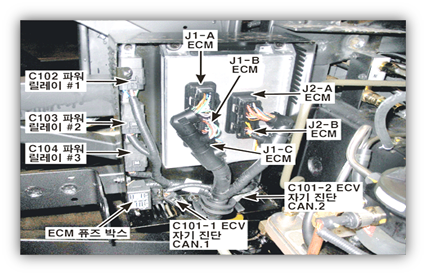 J1-A
ECM
C102 파워
릴레이 #1
J1-B
ECM
J2-A
ECM
C103 파워
릴레이 #2
J2-B
ECM
C104 파워
릴레이 #3
J1-C
ECM
C101-2 ECV
자기 진단
CAN.2
ECM 퓨즈 박스
C101-1 ECV
자기 진단
CAN.1